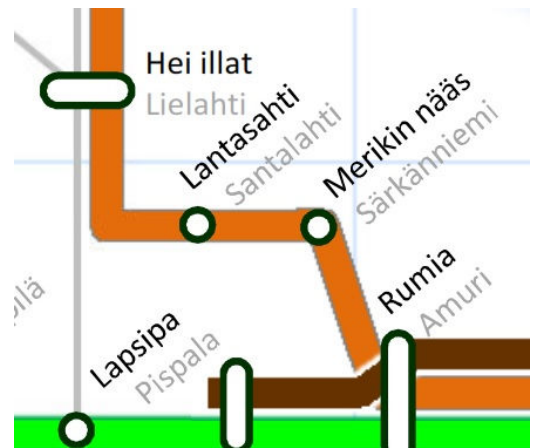 Hei illat
Lielahti
Lantasahti
Santalahti
Merikin nääs
Särkänniemi
Rumia
Amuri
Lapsipa
Pispala